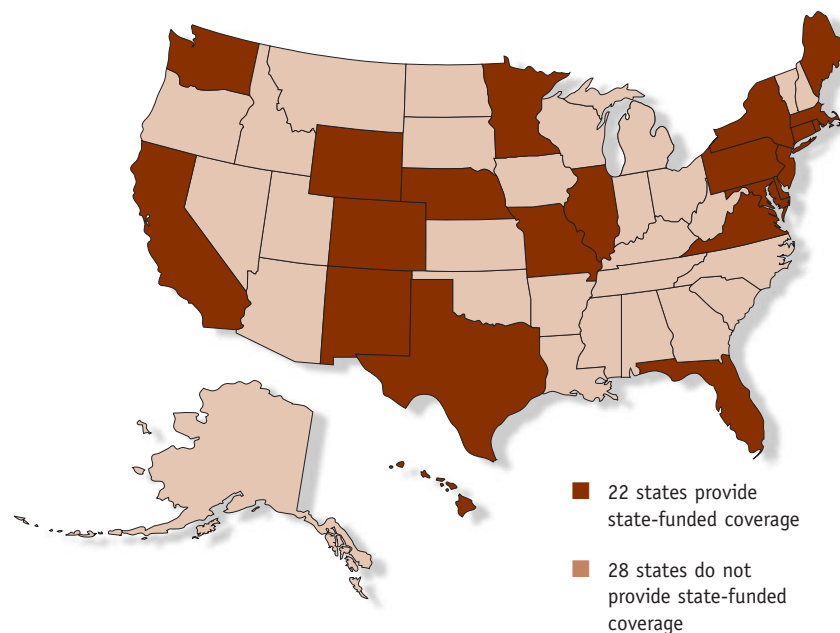 22 states provide
state-funded coverage
28 states do not
provide state-funded
coverage